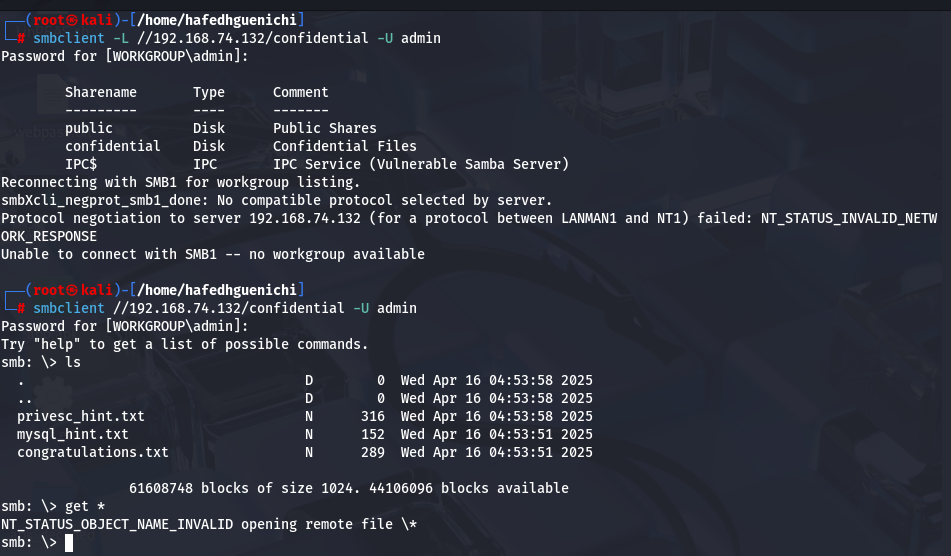 (root㉿kali)-[/home/hafedhguenichi]
# smbclient -L //192.168.74.132/confidential -U admin
Password for [WORKGROUP\admin]:
Sharename       Type      Comment
---------       ----      -------
public          Disk      Public Shares
confidential    Disk      Confidential Files
IPC$            IPC       IPC Service (Vulnerable Samba Server)
Reconnecting with SMB1 for workgroup listing.
smbXcli_negprot_smb1_done: No compatible protocol selected by server.
Protocol negotiation to server 192.168.74.132 (for a protocol between LANMAN1 and NT1) failed: NT_STATUS_INVALID_NETW
ORK_RESPONSE
Unable to connect with SMB1 -- no workgroup available
(root㉿kali)-[/home/hafedhguenichi]
# smbclient //192.168.74.132/confidential -U admin
Password for [WORKGROUP\admin]:
Try "help" to get a list of possible commands.
smb: \> ls
.                                   D        0  Wed Apr 16 04:53:58 2025
..                                  D        0  Wed Apr 16 04:53:58 2025
privesc_hint.txt                    N      316  Wed Apr 16 04:53:58 2025
mysql_hint.txt                      N      152  Wed Apr 16 04:53:51 2025
congratulations.txt                 N      289  Wed Apr 16 04:53:51 2025
61608748 blocks of size 1024. 44106096 blocks available
smb: \> get *
NT_STATUS_OBJECT_NAME_INVALID opening remote file \*
smb: \>